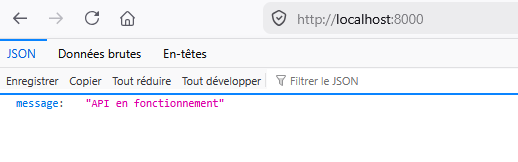 http://localhost:8000
JSON Données brutes En-têtes
Enregistrer Copier Tout réduire Tout développer Filtrer le JSON
message: "API en fonctionnement"